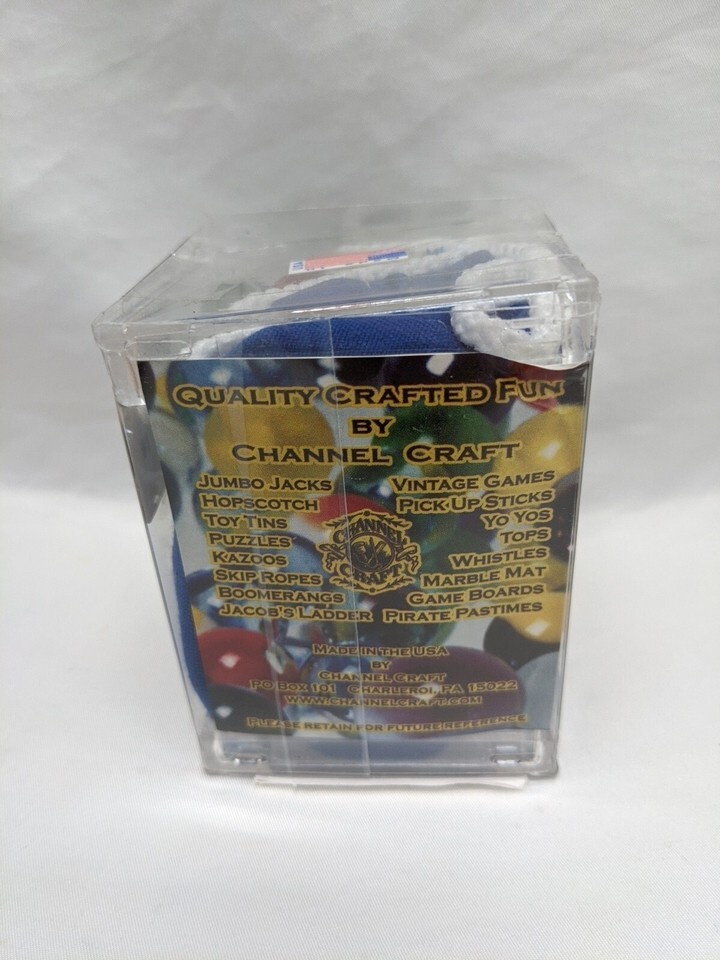 QUALITY CRAFTED FUN
BY
CHANNEL CRAFT
JUMBO JACKS
HOPSCOTCH
TOY TINS
PUZZLES
KAZOOS
SKIP ROPES
BOOMERANGS
JACOB'S LADDER
VINTAGE GAMES
PICK-UP STICKS
YO YOS
TOPS
WHISTLES
MARBLE MAT
GAME BOARDS
PIRATE PASTIMES
CHANNEL
CRAFT
MADE IN THE USA
BY
CHANNEL CRAFT
PO BOX 101 CHARLEROI, PA 15022
WWW.CHANNELCRAFT.COM
PLEASE RETAIN FOR FUTURE REFERENCE